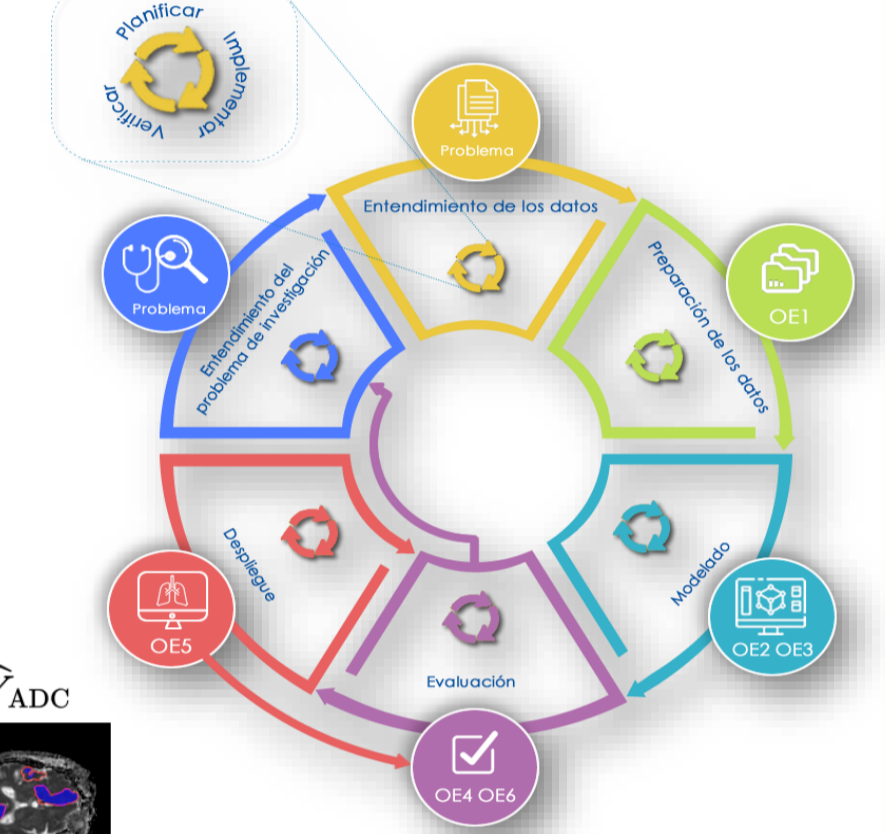 Planificar
Implementar
Verificar
Problema
Entendimiento de los datos
Problema
Entendimiento del
problema de investigación
Preparación de los datos
OE1
Despliegue
OE5
Modelado
OE2 OE3
Evaluación
OE4 OE6
ADC